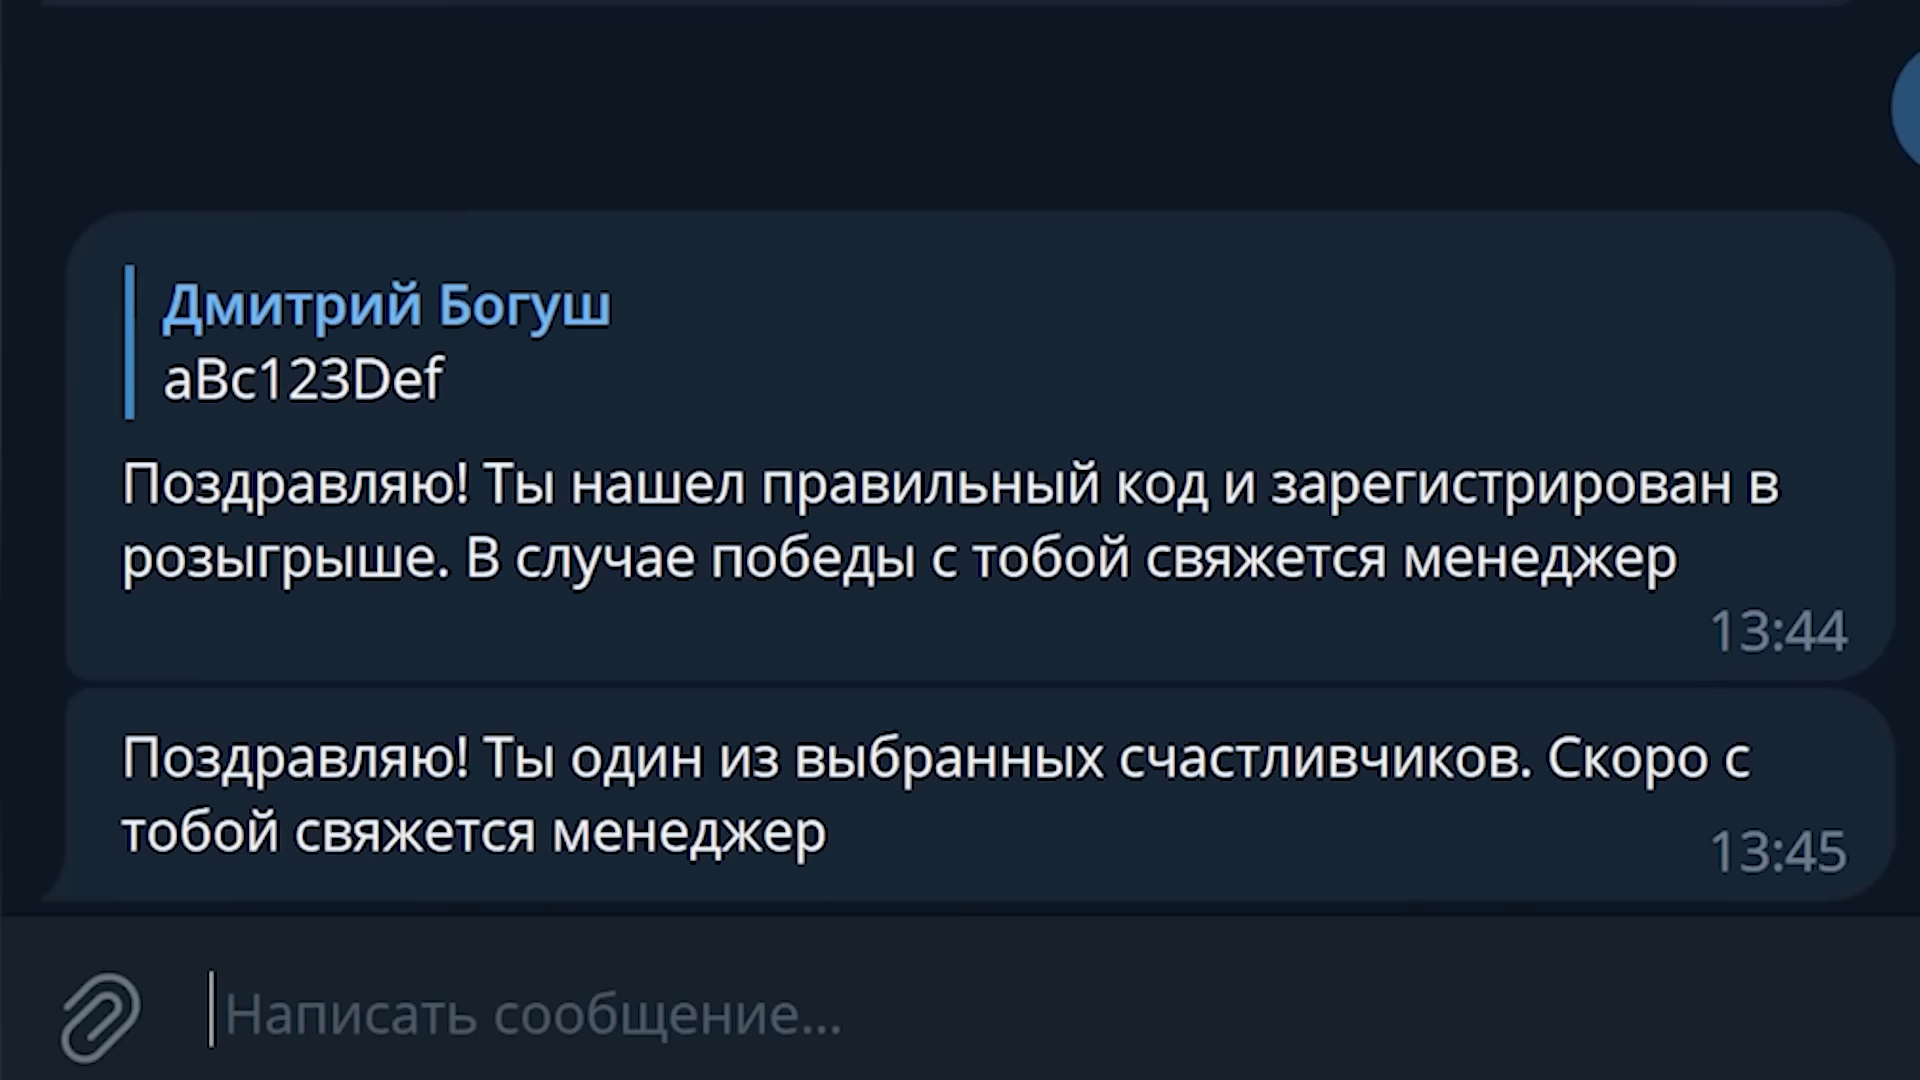 Дмитрий Богуш
aBc123Def
Поздравляю! Ты нашел правильный код и зарегистрирован в
розыгрыше. В случае победы с тобой свяжется менеджер
13:44
Поздравляю! Ты один из выбранных счастливчиков. Скоро с
тобой свяжется менеджер
13:45
Написать сообщение...